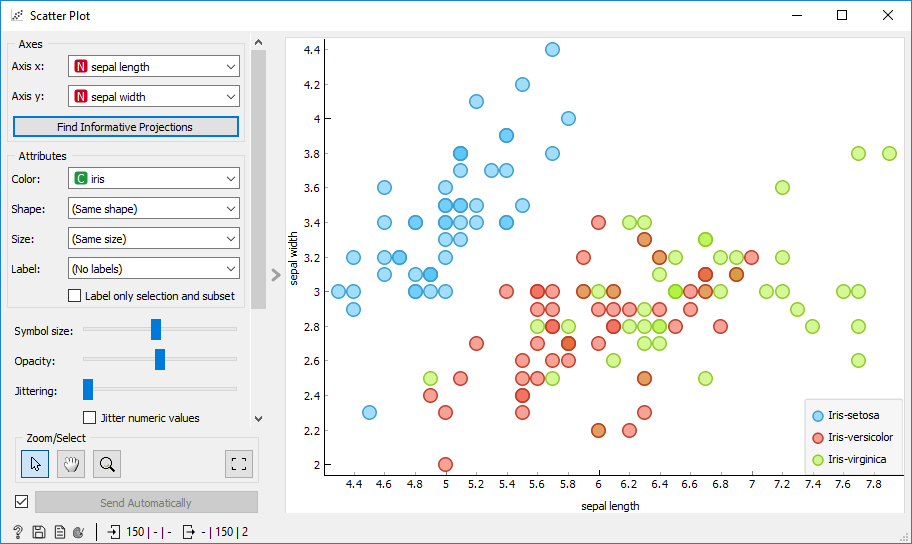 Scatter Plot
Axes
Axis x: N sepal length
Axis y: N sepal width
Find Informative Projections
Attributes
Color: C iris
Shape: (Same shape)
Size: (Same size)
Label: (No labels)
Label only selection and subset
Symbol size:
Opacity:
Jittering:
Jitter numeric values
Zoom/Select
Send Automatically
? 150 | - | - - | 150 | 2
sepal width
4.4
4.2
4
3.8
3.6
3.4
3.2
3
2.8
2.6
2.4
2.2
2
4.4 4.6 4.8 5 5.2 5.4 5.6 5.8 6 6.2 6.4 6.6 6.8 7 7.2 7.4 7.6 7.8
sepal length
Iris-setosa
Iris-versicolor
Iris-virginica